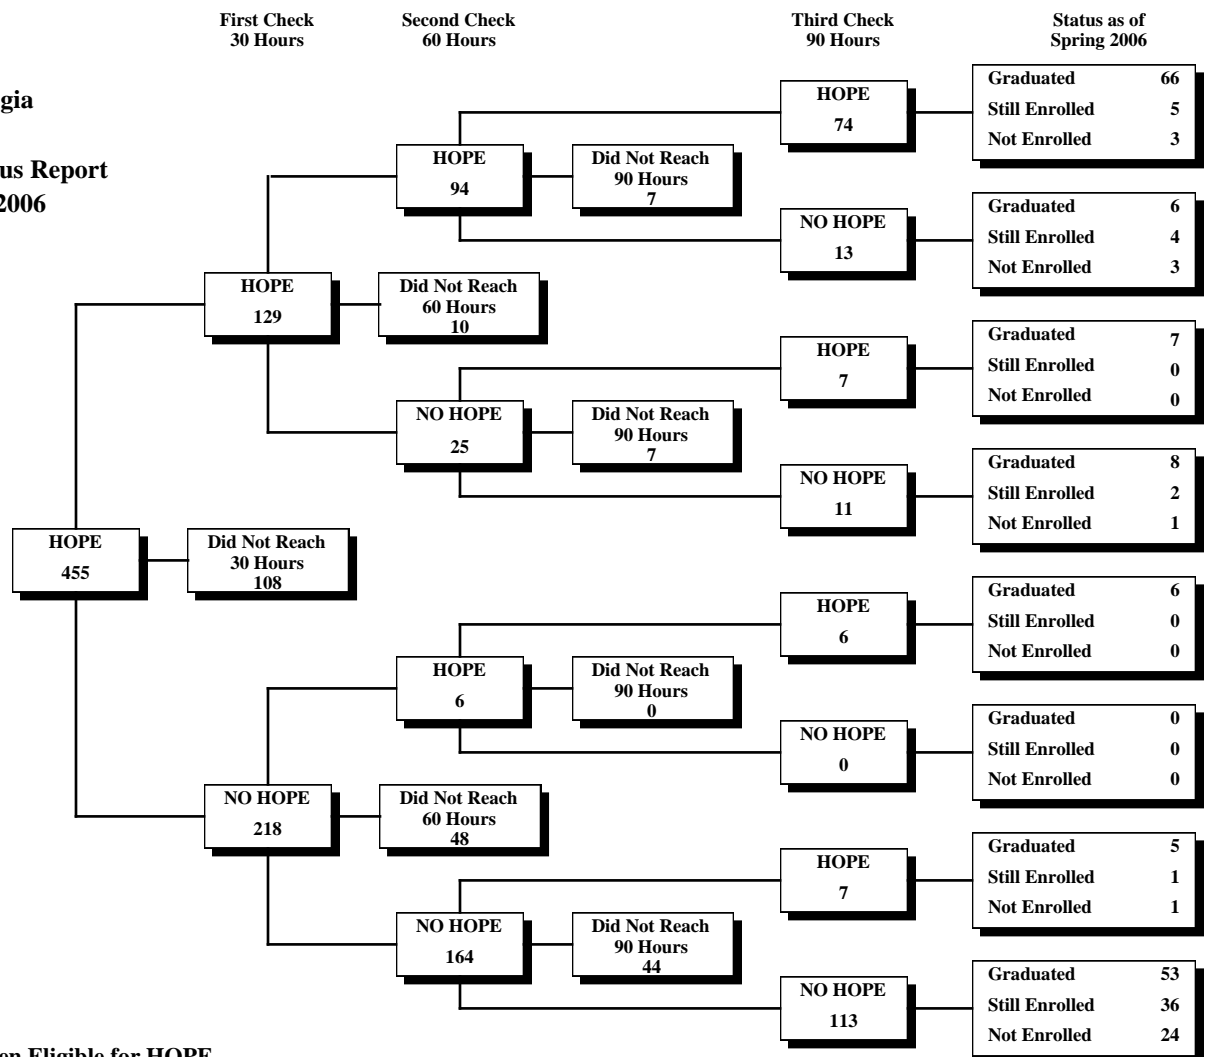 First Check
30 Hours
Second Check
60 Hours
Third Check
90 Hours
Status as of
Spring 2006
gia
us Report
2006
HOPE
455
Did Not Reach
30 Hours
108
HOPE
129
Did Not Reach
60 Hours
10
NO HOPE
218
Did Not Reach
60 Hours
48
HOPE
94
Did Not Reach
90 Hours
7
NO HOPE
25
Did Not Reach
90 Hours
7
HOPE
6
Did Not Reach
90 Hours
0
NO HOPE
164
Did Not Reach
90 Hours
44
HOPE
74
Graduated 66
Still Enrolled 5
Not Enrolled 3
NO HOPE
13
Graduated 6
Still Enrolled 4
Not Enrolled 3
HOPE
7
Graduated 7
Still Enrolled 0
Not Enrolled 0
NO HOPE
11
Graduated 8
Still Enrolled 2
Not Enrolled 1
HOPE
6
Graduated 6
Still Enrolled 0
Not Enrolled 0
NO HOPE
0
Graduated 0
Still Enrolled 0
Not Enrolled 0
HOPE
7
Graduated 5
Still Enrolled 1
Not Enrolled 1
NO HOPE
113
Graduated 53
Still Enrolled 36
Not Enrolled 24
en Eligible for HOPE